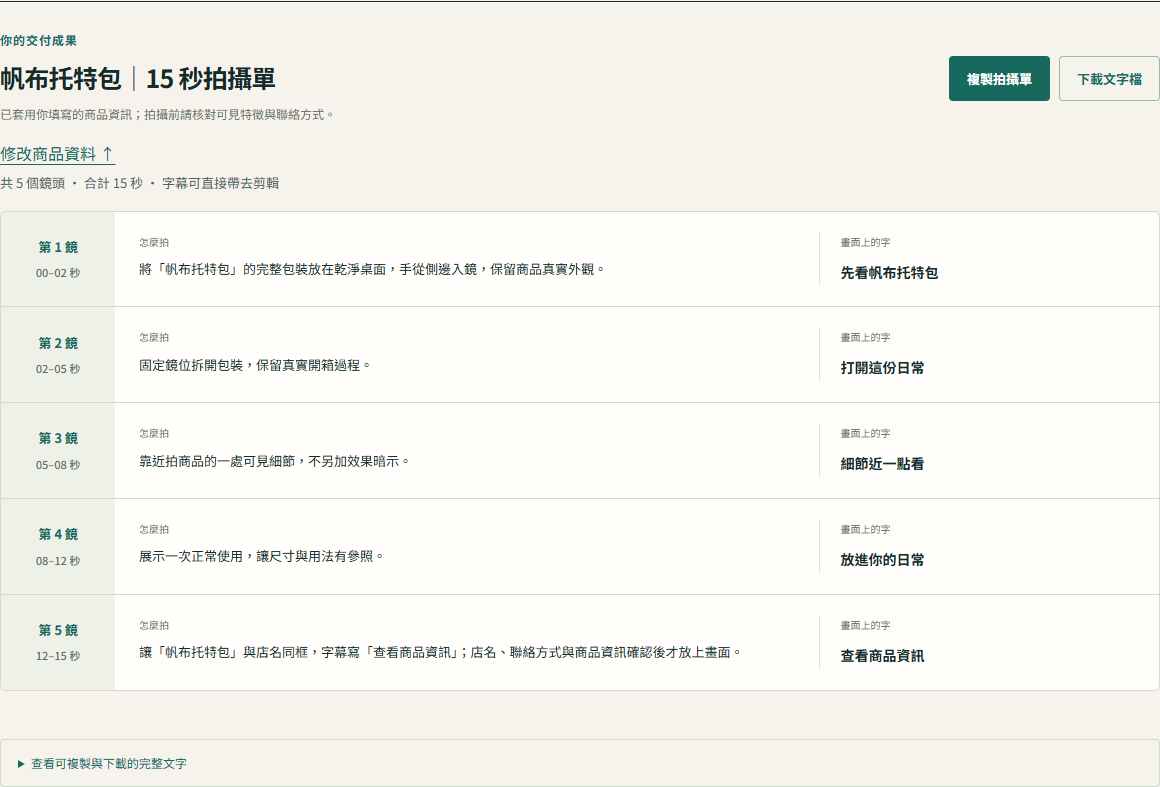 你的交付成果
帆布托特包｜15 秒拍攝單
複製拍攝單
下載文字檔
已套用你填寫的商品資訊；拍攝前請核對可見特徵與聯絡方式。
修改商品資料 ↑
共 5 個鏡頭 · 合計 15 秒 · 字幕可直接帶去剪輯
第 1 鏡
00–02 秒
怎麼拍
將「帆布托特包」的完整包裝放在乾淨桌面，手從側邊入鏡，保留商品真實外觀。
畫面上的字
先看帆布托特包
第 2 鏡
02–05 秒
怎麼拍
固定鏡位拆開包裝，保留真實開箱過程。
畫面上的字
打開這份日常
第 3 鏡
05–08 秒
怎麼拍
靠近拍商品的一處可見細節，不另加效果暗示。
畫面上的字
細節近一點看
第 4 鏡
08–12 秒
怎麼拍
展示一次正常使用，讓尺寸與用法有參照。
畫面上的字
放進你的日常
第 5 鏡
12–15 秒
怎麼拍
讓「帆布托特包」與店名同框，字幕寫「查看商品資訊」；店名、聯絡方式與商品資訊確認後才放上畫面。
畫面上的字
查看商品資訊
▶ 查看可複製與下載的完整文字